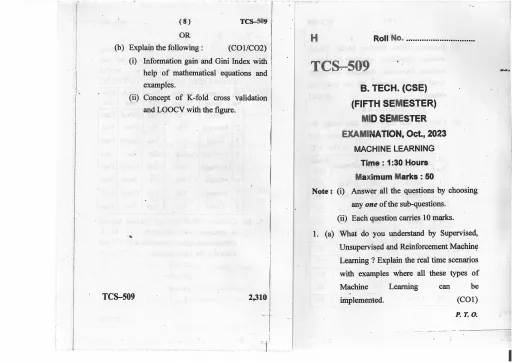 ( 8 )
TCS–509
OR
(b) Explain the following : (CO1/CO2)
(i) Information gain and Gini Index with
help of mathematical equations and
examples.
(ii) Concept of K-fold cross validation
and LOOCV with the figure.
TCS–509
2,310
H
Roll No. ..............................
TCS–509
B. TECH. (CSE)
(FIFTH SEMESTER)
MID SEMESTER
EXAMINATION, Oct., 2023
MACHINE LEARNING
Time : 1:30 Hours
Maximum Marks : 50
Note : (i) Answer all the questions by choosing
any one of the sub-questions.
(ii) Each question carries 10 marks.
1. (a) What do you understand by Supervised,
Unsupervised and Reinforcement Machine
Learning ? Explain the real time scenarios
with examples where all these types of
Machine Learning can be
implemented. (CO1)
P. T. O.